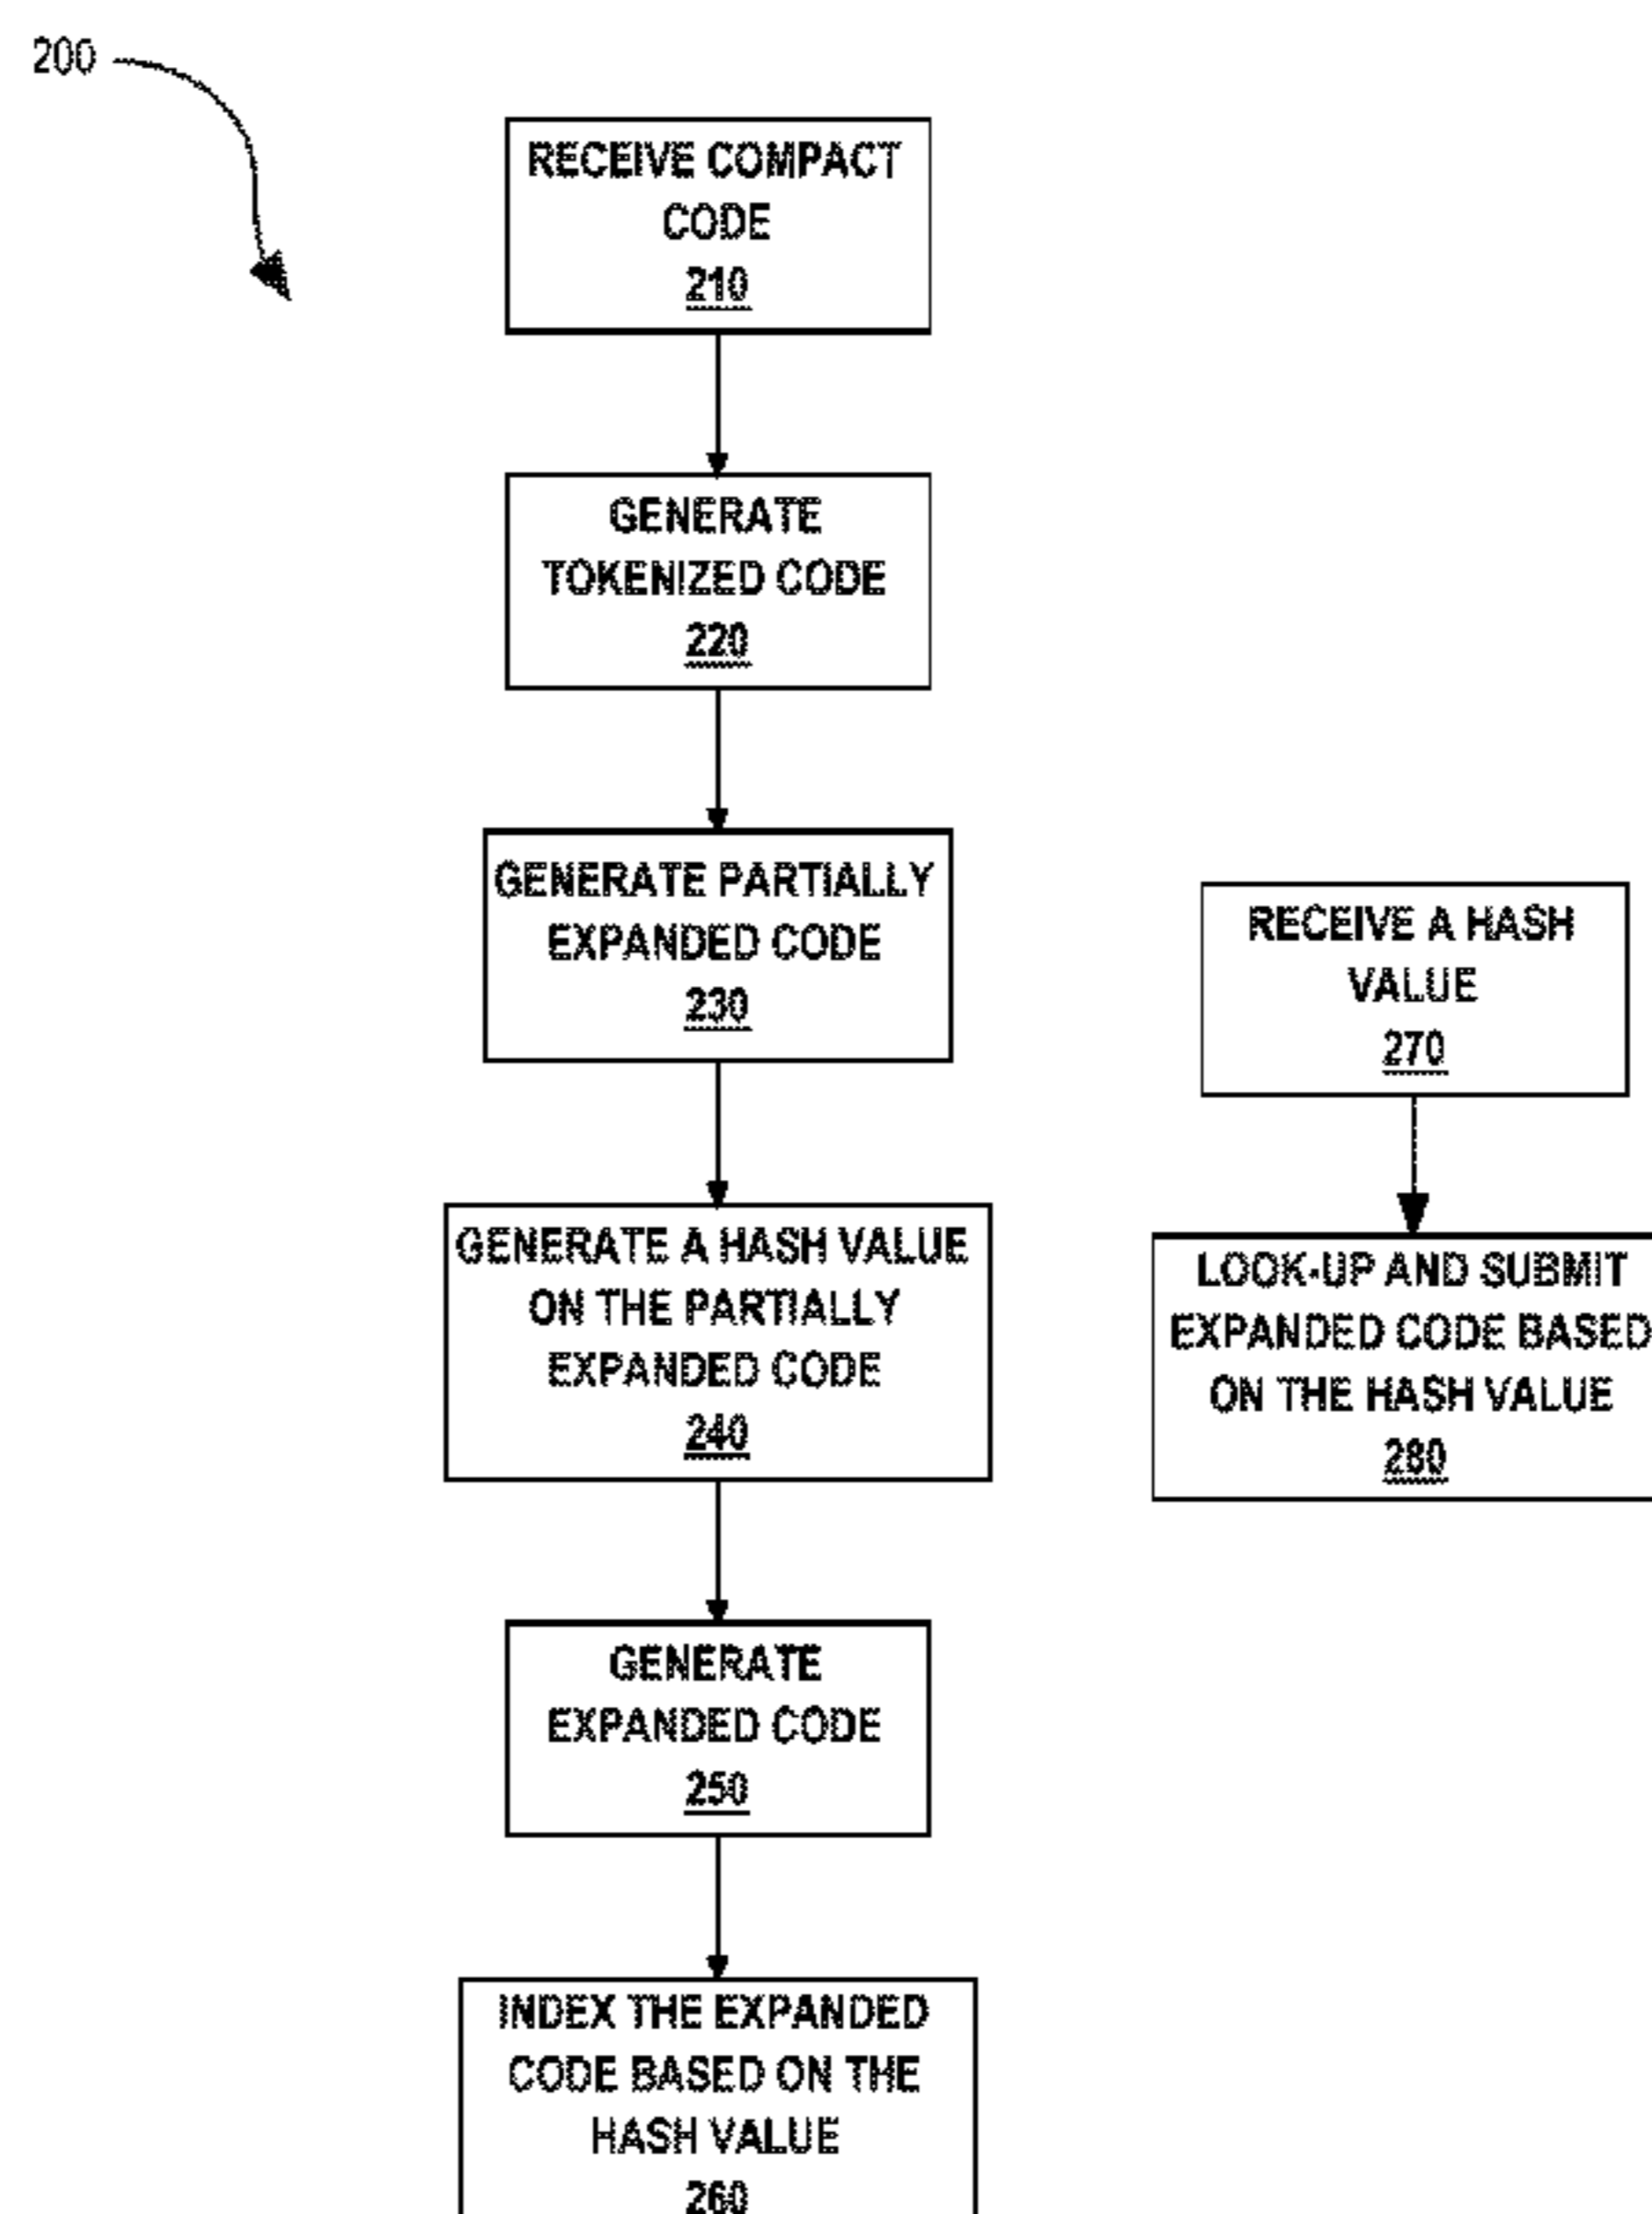 200
RECEIVE COMPACT
CODE
210
GENERATE
TOKENIZED CODE
220
GENERATE PARTIALLY
EXPANDED CODE
230
GENERATE A HASH VALUE
ON THE PARTIALLY
EXPANDED CODE
240
GENERATE
EXPANDED CODE
250
INDEX THE EXPANDED
CODE BASED ON THE
HASH VALUE
260
RECEIVE A HASH
VALUE
270
LOOK-UP AND SUBMIT
EXPANDED CODE BASED
ON THE HASH VALUE
280